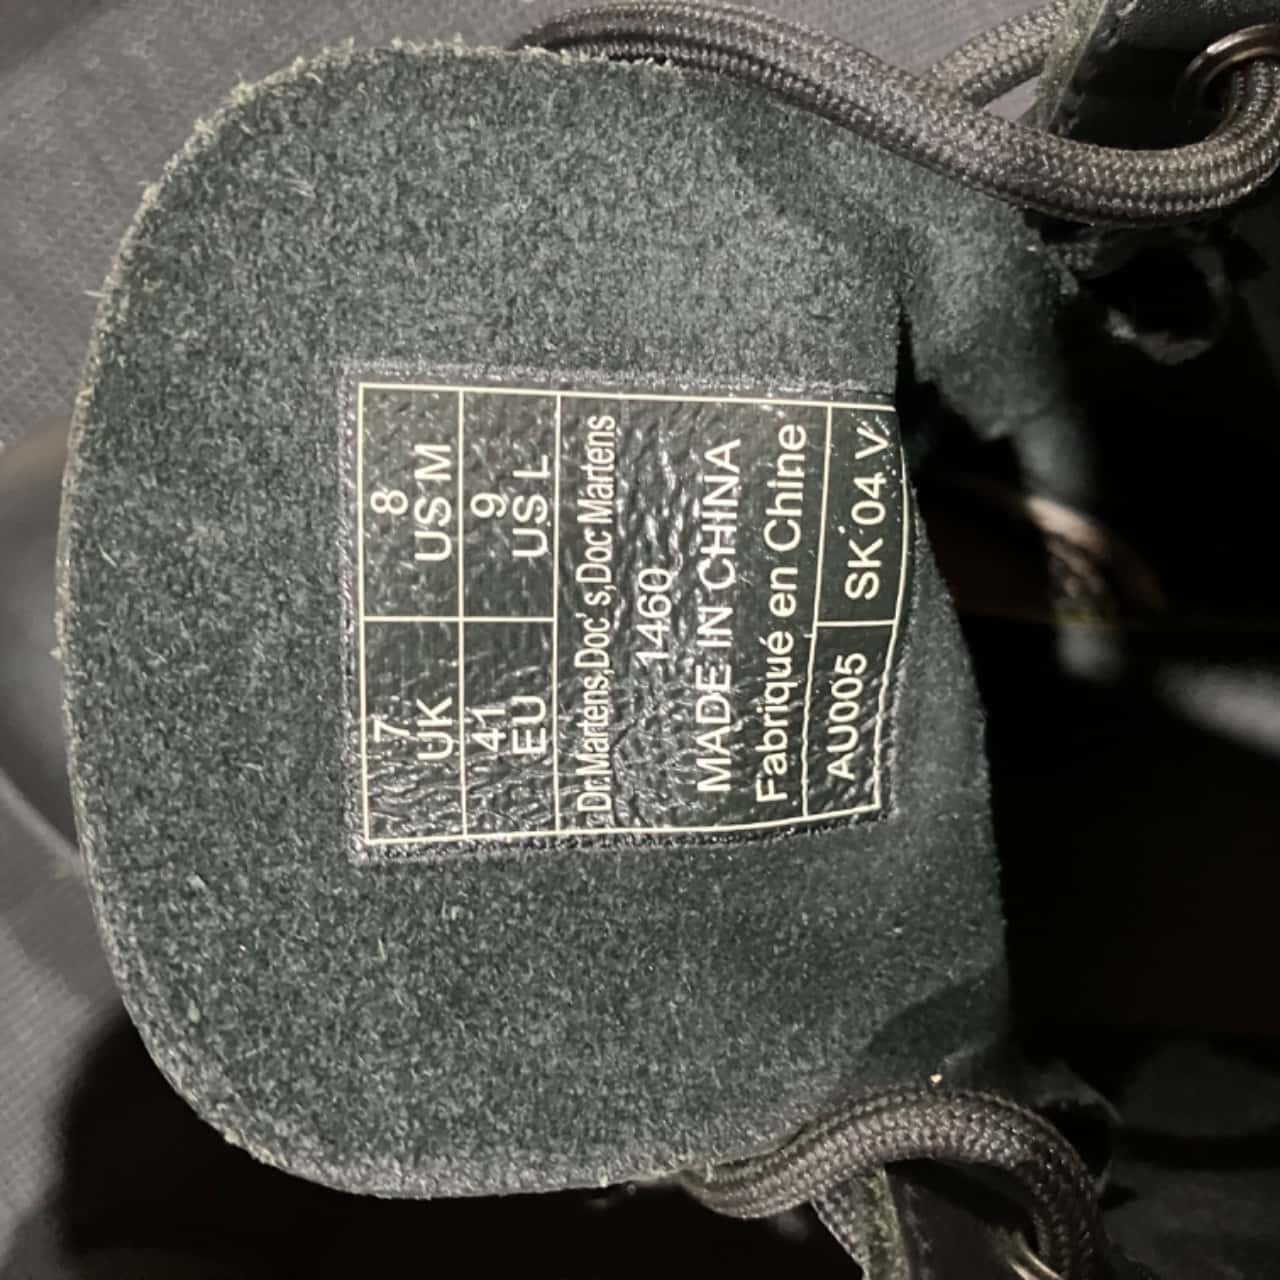 7 8
UK US M
41 9
EU US L
Dr.Martens,Doc's,Doc Martens
1460
MADE IN CHINA
Fabriqué en Chine
AU005 SK 04 V